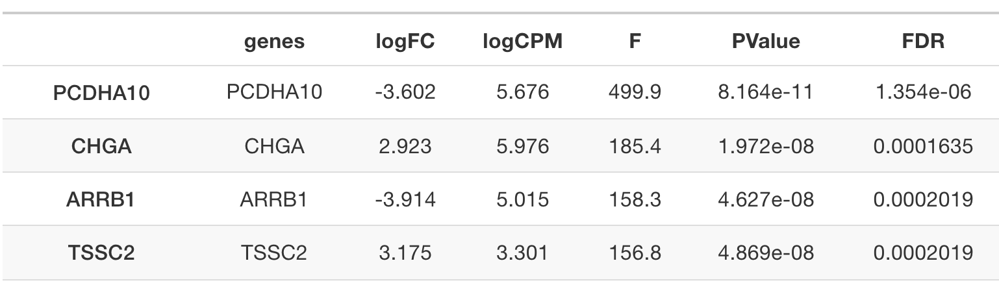 genes logFC logCPM F PValue FDR
PCDHA10 PCDHA10 -3.602 5.676 499.9 8.164e-11 1.354e-06
CHGA CHGA 2.923 5.976 185.4 1.972e-08 0.0001635
ARRB1 ARRB1 -3.914 5.015 158.3 4.627e-08 0.0002019
TSSC2 TSSC2 3.175 3.301 156.8 4.869e-08 0.0002019